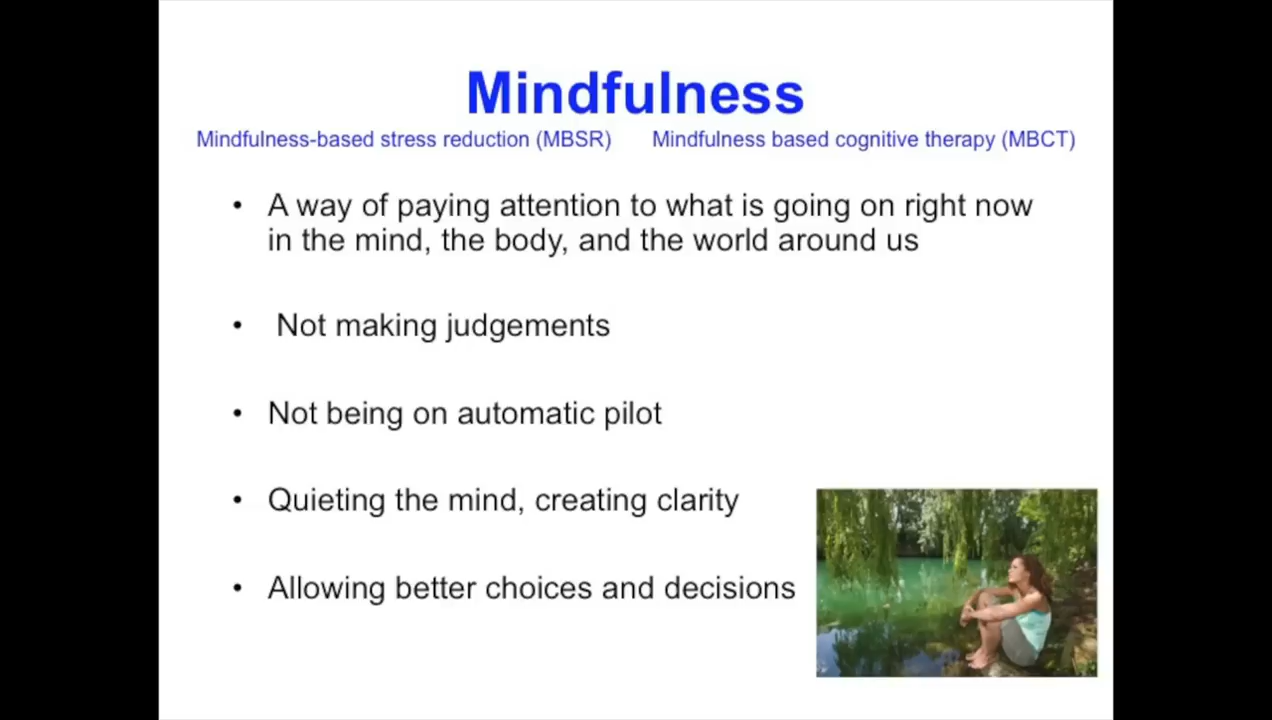 Mindfulness
Mindfulness-based stress reduction (MBSR) Mindfulness based cognitive therapy (MBCT)
• A way of paying attention to what is going on right now
in the mind, the body, and the world around us
• Not making judgements
• Not being on automatic pilot
• Quieting the mind, creating clarity
• Allowing better choices and decisions